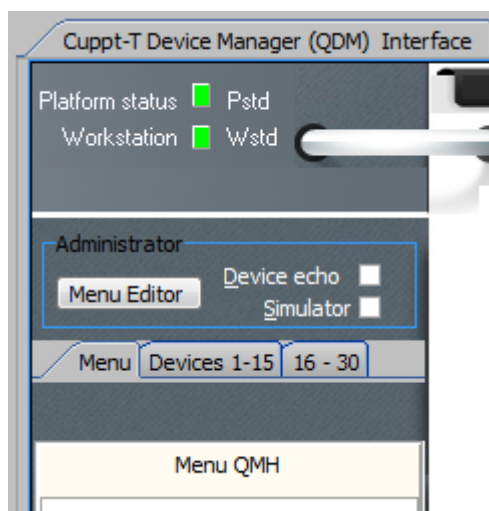 Cuppt-T Device Manager (QDM) Interface
Platform status Pstd
Workstation Wstd
Administrator
Menu Editor
Device echo
Simulator
Menu Devices 1-15 16 - 30
Menu QMH